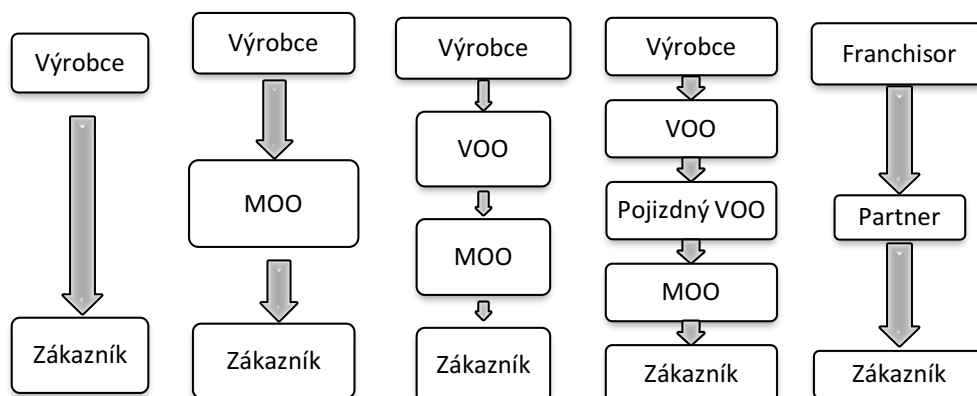 Výrobce
Zákazník
Výrobce
MOO
Zákazník
Výrobce
VOO
MOO
Zákazník
Výrobce
VOO
Pojizdný VOO
MOO
Zákazník
Franchisor
Partner
Zákazník